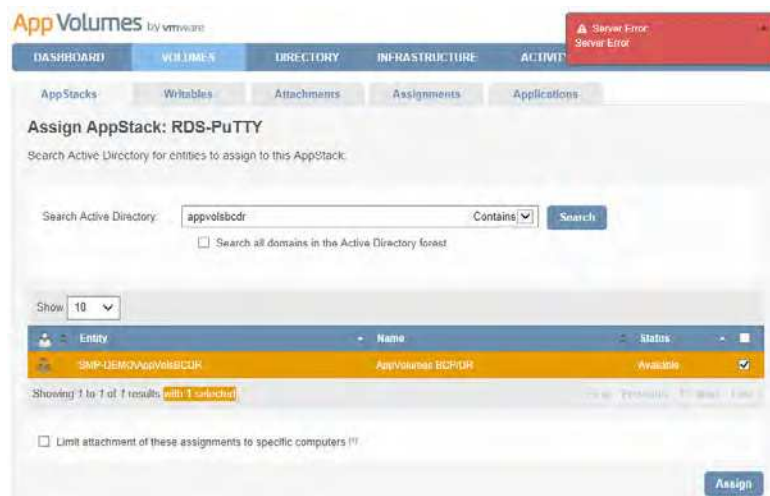 App Volumes by vmware
Server Error
Server Error
DASHBOARD VOLUMES DIRECTORY INFRASTRUCTURE ACTIVIT
AppStacks Writables Attachments Assignments Applications
Assign AppStack: RDS-PuTTY
Search Active Directory for entities to assign to this AppStack.
Search Active Directory: appvolsbcdr Contains Search
Search all domains in the Active Directory forest
Show 10
Entity Name Status
SMP-DEMO\AppVolsBCDR AppVolumes BCP/DR Available
Showing 1 to 1 of 1 results with 1 selected
Previous 1 Next
Limit attachment of these assignments to specific computers
Assign